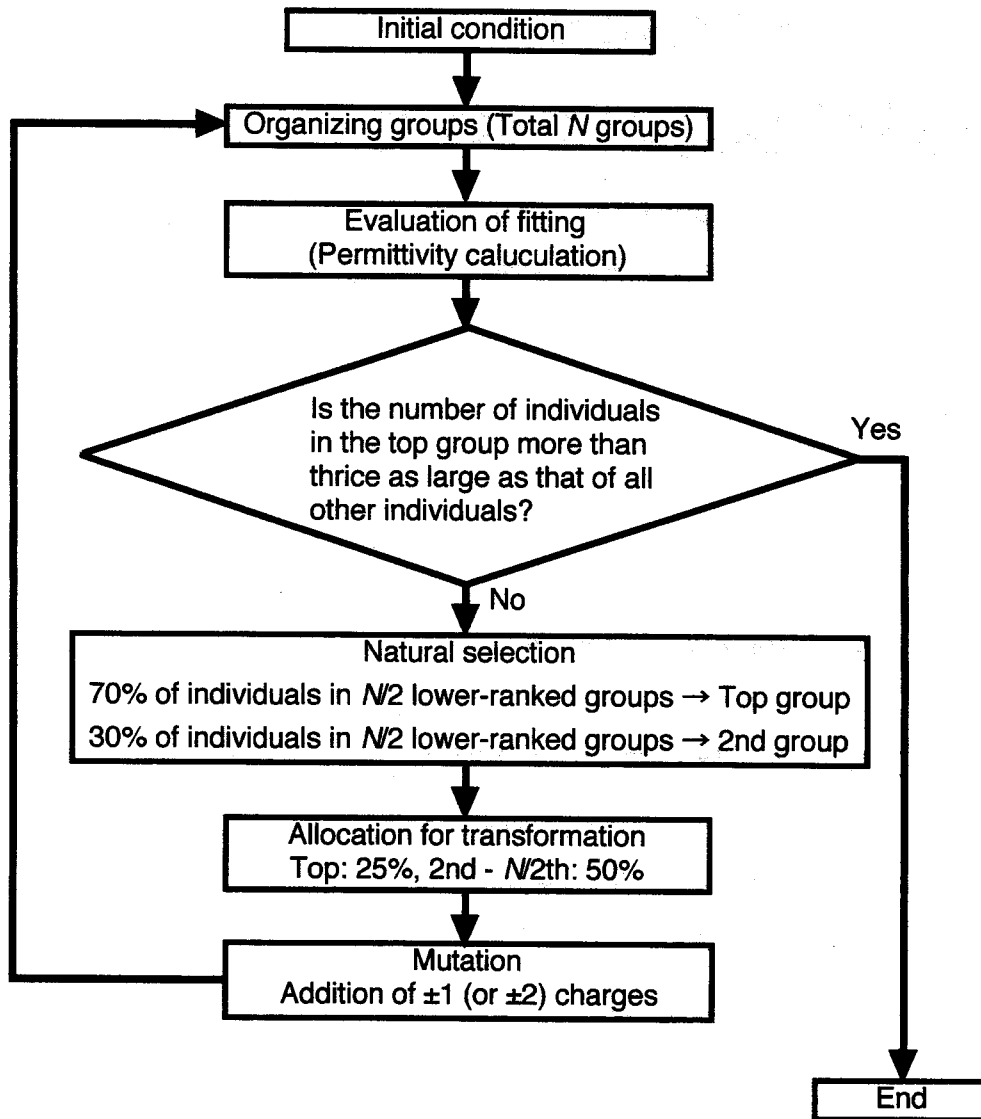 Initial condition
Organizing groups (Total N groups)
Evaluation of fitting
(Permittivity caluculation)
Is the number of individuals
in the top group more than
thrice as large as that of all
other individuals?
Yes
No
Natural selection
70% of individuals in N/2 lower-ranked groups → Top group
30% of individuals in N/2 lower-ranked groups → 2nd group
Allocation for transformation
Top: 25%, 2nd - N/2th: 50%
Mutation
Addition of ±1 (or ±2) charges
End